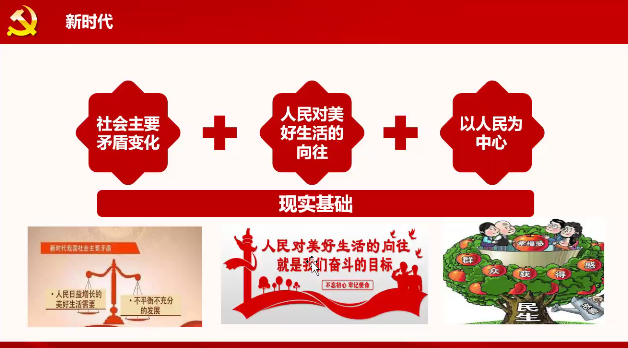 新时代
社会主要
矛盾变化
人民对美
好生活的
向往
以人民为
中心
现实基础
新时代我国社会主要矛盾
·人民日益增长的
美好生活需要
·不平衡不充分
的发展
人民对美好生活的向往
就是我们奋斗的目标
不忘初心 牢记使命
幸福感
群
众
获
得
感
民
生